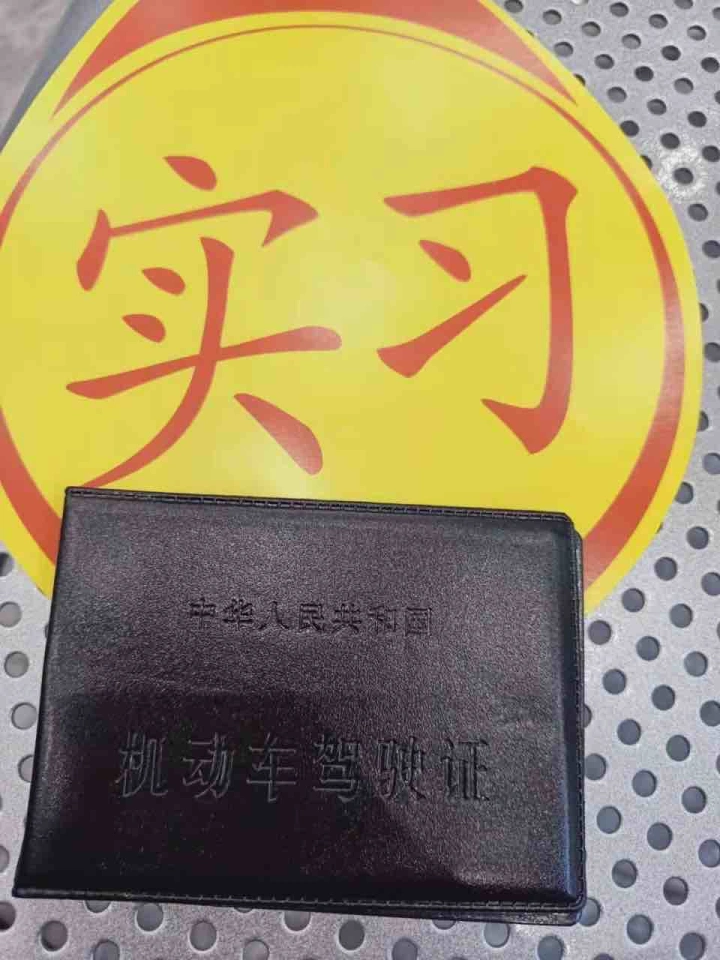 实习
中华人民共和国
机动车驾驶证